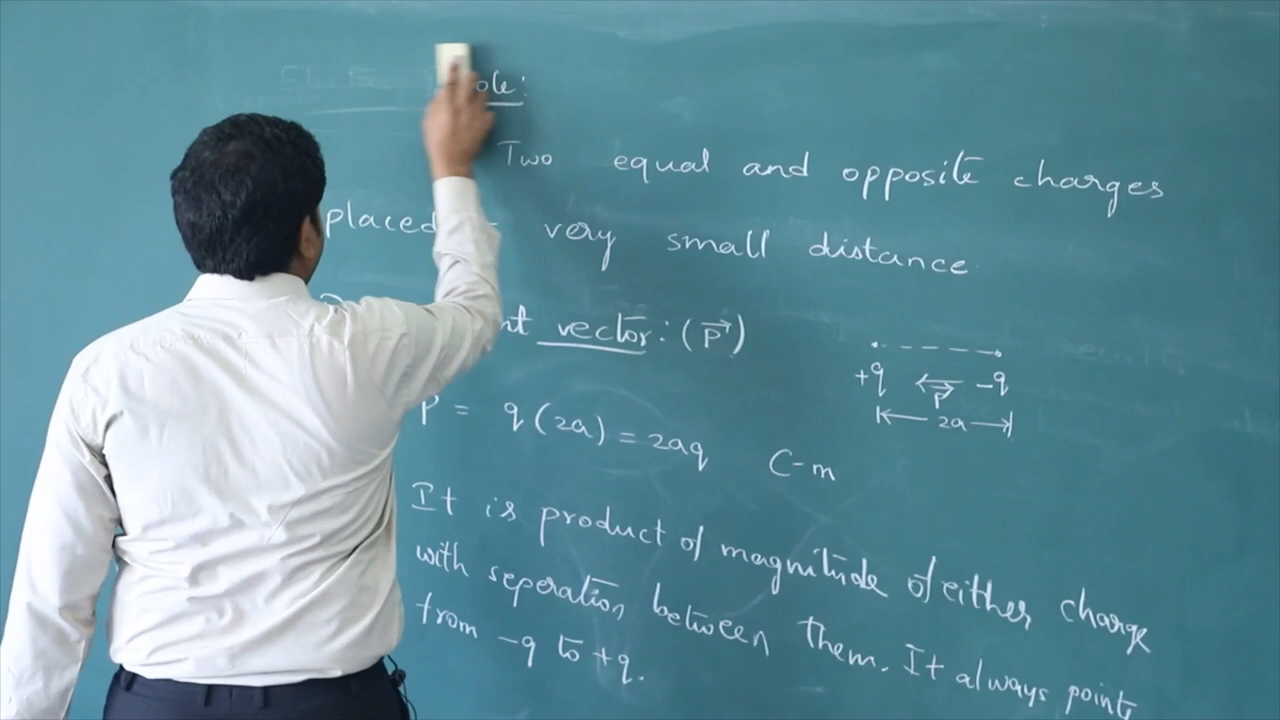 ole:
Two equal and opposite charges
placed very small distance.
nt vector: (P⃗)
P = q(2a) = 2aq C-m
+q P⃗ -q
2a
It is product of magnitude of either charge
with seperation between them. It always points
from -q to +q.